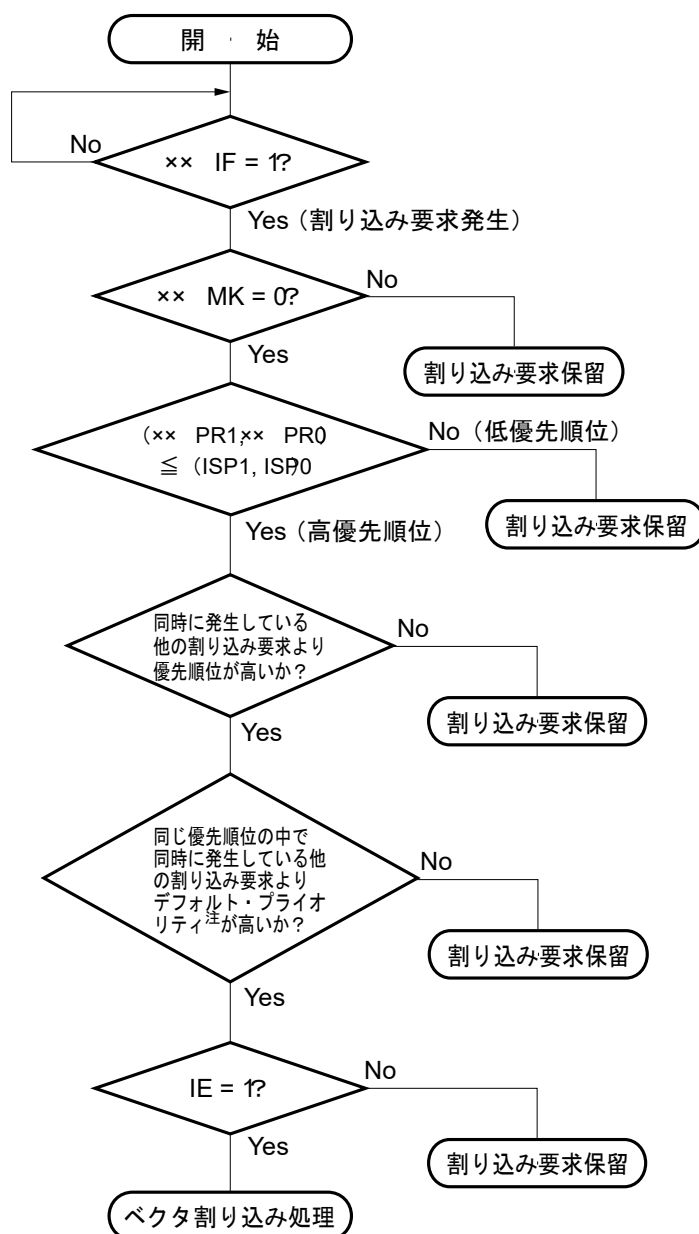 開 始
No
×× IF = 1?
Yes（割り込み要求発生）
No
×× MK = 0?
Yes
割り込み要求保留
(×× PR1,×× PR0)
≦ (ISP1, ISP0)
No（低優先順位）
Yes（高優先順位）
割り込み要求保留
同時に発生している
他の割り込み要求より
優先順位が高いか？
No
Yes
割り込み要求保留
同じ優先順位の中で
同時に発生している他
の割り込み要求より
デフォルト・プライオ
リティ注が高いか？
No
Yes
割り込み要求保留
IE = 1?
No
Yes
割り込み要求保留
ベクタ割り込み処理